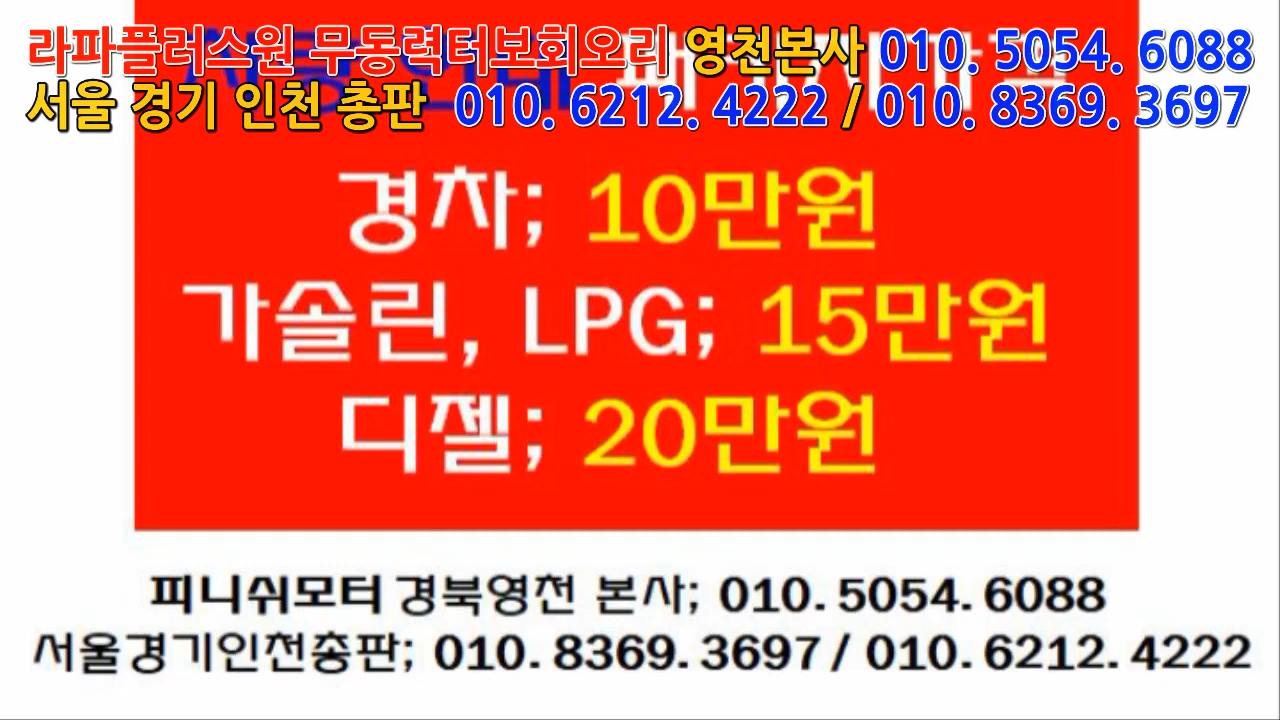 라파플러스원 무동력터보회오리 영천본사 010. 5054. 6088
서울 경기 인천 총판 010. 6212. 4222 / 010. 8369. 3697
경차; 10만원
가솔린, LPG; 15만원
디젤; 20만원
피니쉬모터 경북영천 본사; 010. 5054. 6088
서울경기인천총판; 010. 8369. 3697 / 010. 6212. 4222